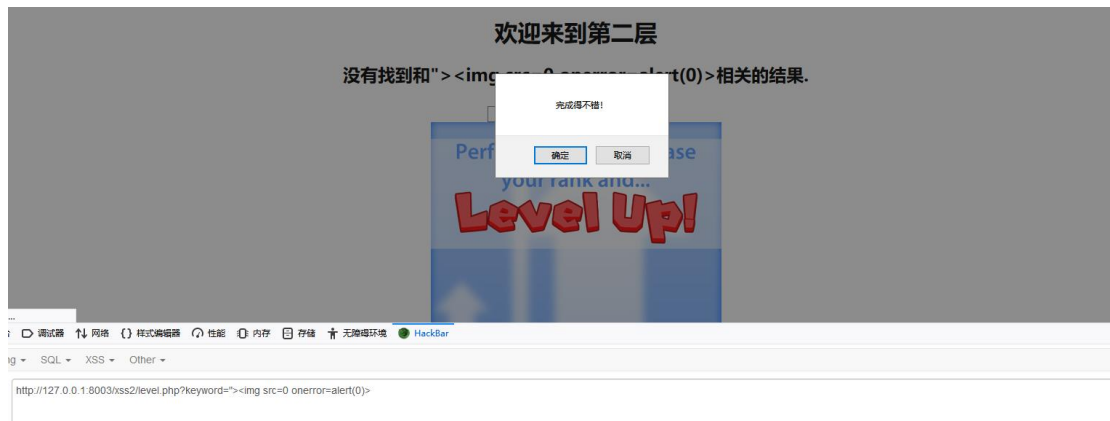 欢迎来到第二层
没有找到和"><img src=0 onerror=alert(0)>相关的结果.
完成得不错!
确定 取消
Perf ase
your rank and...
Level Up!
...
调试器 网络 {} 样式编辑器 性能 内存 存储 无障碍环境 HackBar
ng SQL XSS Other
http://127.0.0.1:8003/xss2/level.php?keyword="><img src=0 onerror=alert(0)>